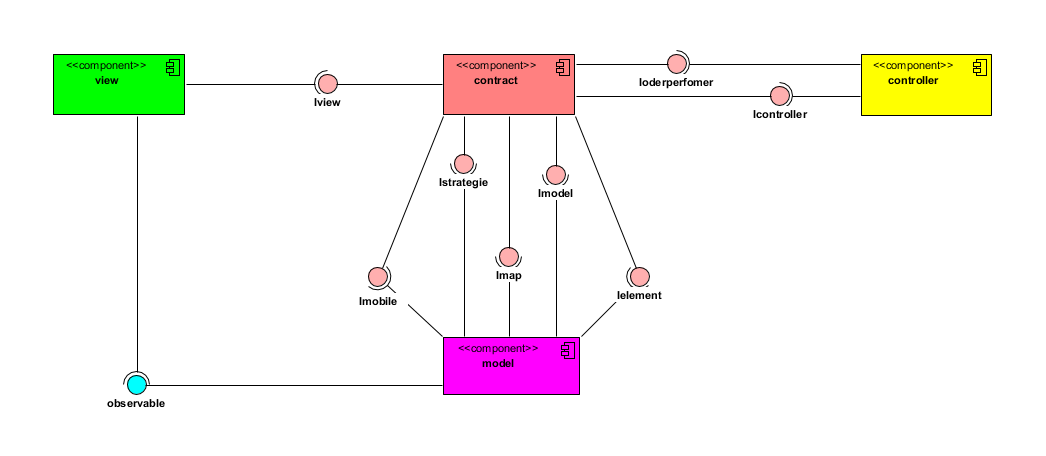 <<component>>
view
<<component>>
contract
<<component>>
controller
Iview
Ioderperfomer
Icontroller
Istrategie
Imodel
Imap
Imobile
Ielement
<<component>>
model
observable